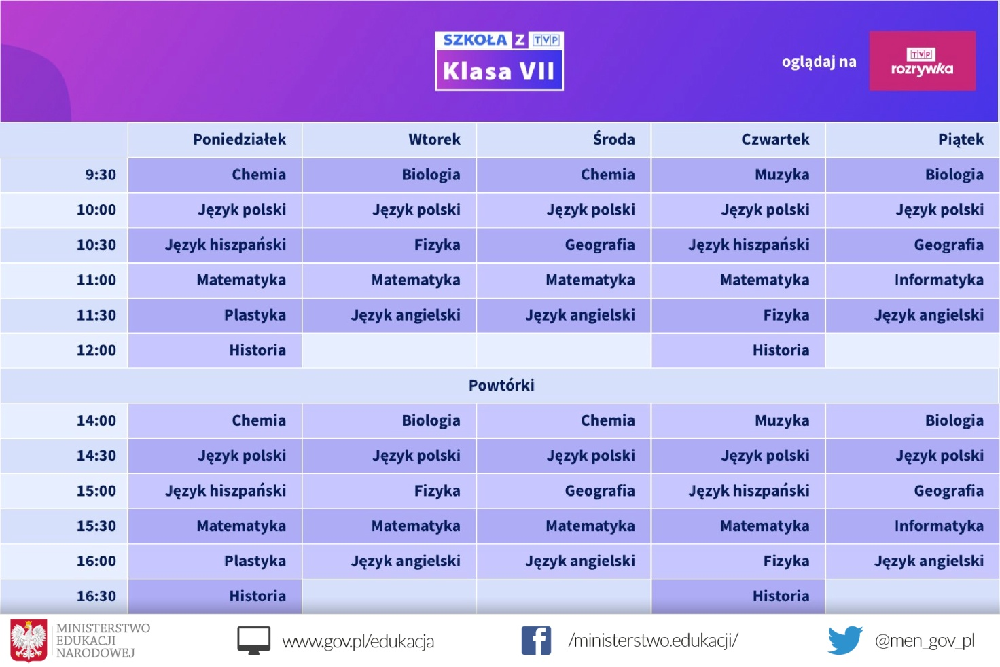 SZKOŁA Z TVP
Klasa VII
oglądaj na
TVP
rozrywka
Poniedziałek Wtorek Środa Czwartek Piątek
9:30 Chemia Biologia Chemia Muzyka Biologia
10:00 Język polski Język polski Język polski Język polski Język polski
10:30 Język hiszpański Fizyka Geografia Język hiszpański Geografia
11:00 Matematyka Matematyka Matematyka Matematyka Informatyka
11:30 Plastyka Język angielski Język angielski Fizyka Język angielski
12:00 Historia Historia
Powtórki
14:00 Chemia Biologia Chemia Muzyka Biologia
14:30 Język polski Język polski Język polski Język polski Język polski
15:00 Język hiszpański Fizyka Geografia Język hiszpański Geografia
15:30 Matematyka Matematyka Matematyka Matematyka Informatyka
16:00 Plastyka Język angielski Język angielski Fizyka Język angielski
16:30 Historia Historia
MINISTERSTWO
EDUKACJI
NARODOWEJ
www.gov.pl/edukacja
/ministerstwo.edukacji/
@men_gov_pl